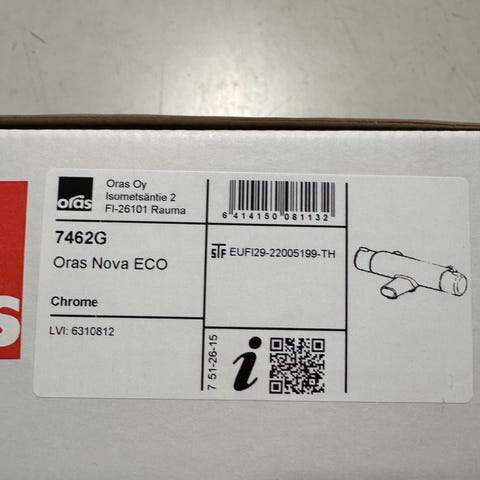 oras
Oras Oy
Isometsäntie 2
FI-26101 Rauma
7462G
Oras Nova ECO
Chrome
LVI: 6310812
6 414150 081132
STF EUFI29-22005199-TH
7 51-26-15
i
s